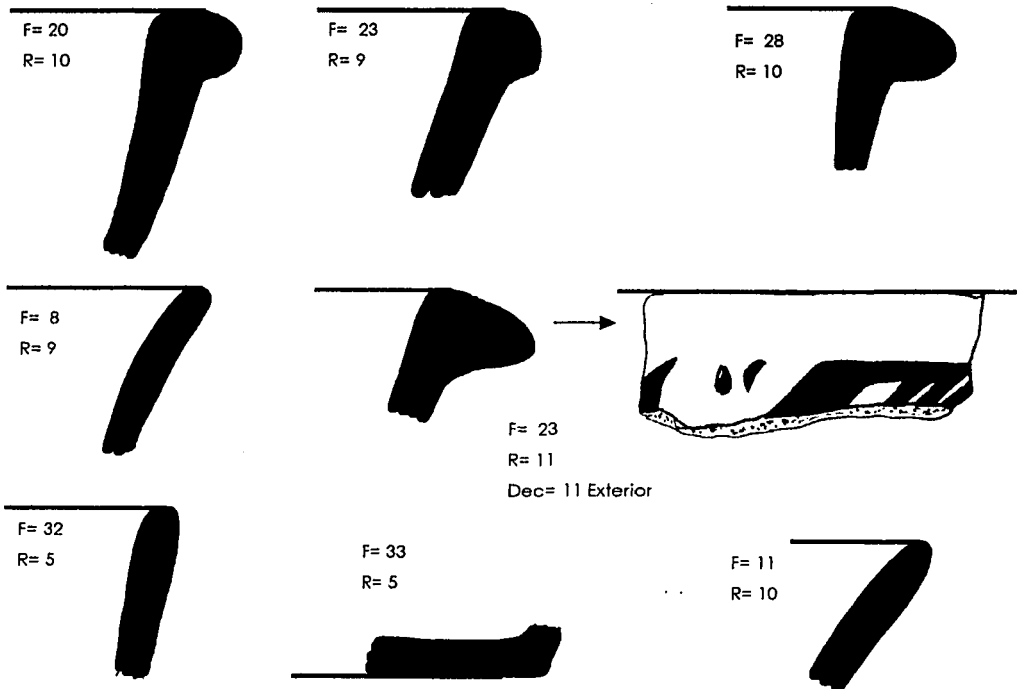 F= 20
R= 10
F= 23
R= 9
F= 28
R= 10
F= 8
R= 9
F= 23
R= 11
Dec= 11 Exterior
F= 32
R= 5
F= 33
R= 5
F= 11
R= 10